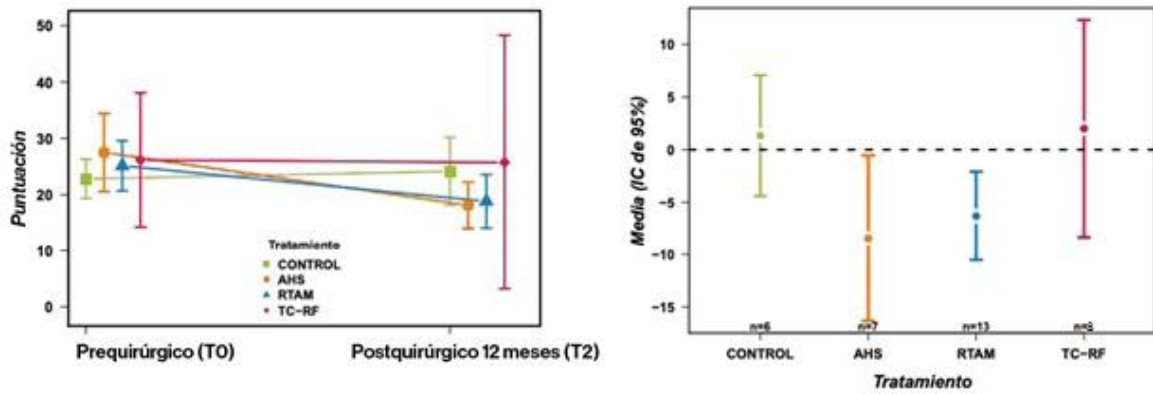 50
40
30
20
10
0
Puntuación
Tratamiento
CONTROL
AHS
RTAM
TC-RF
Prequirúrgico (T0)
Postquirúrgico 12 meses (T2)
10
5
0
−5
−10
−15
Media (IC de 95%)
n=6 n=7 n=13
CONTROL AHS RTAM TC-RF
Tratamiento